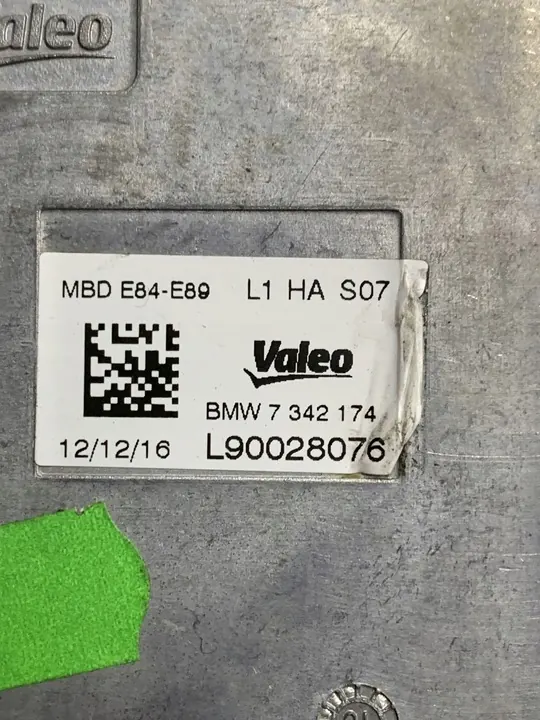 Valeo
MBD E84-E89 L1 HA S07
Valeo
BMW 7 342 174
12/12/16 L90028076